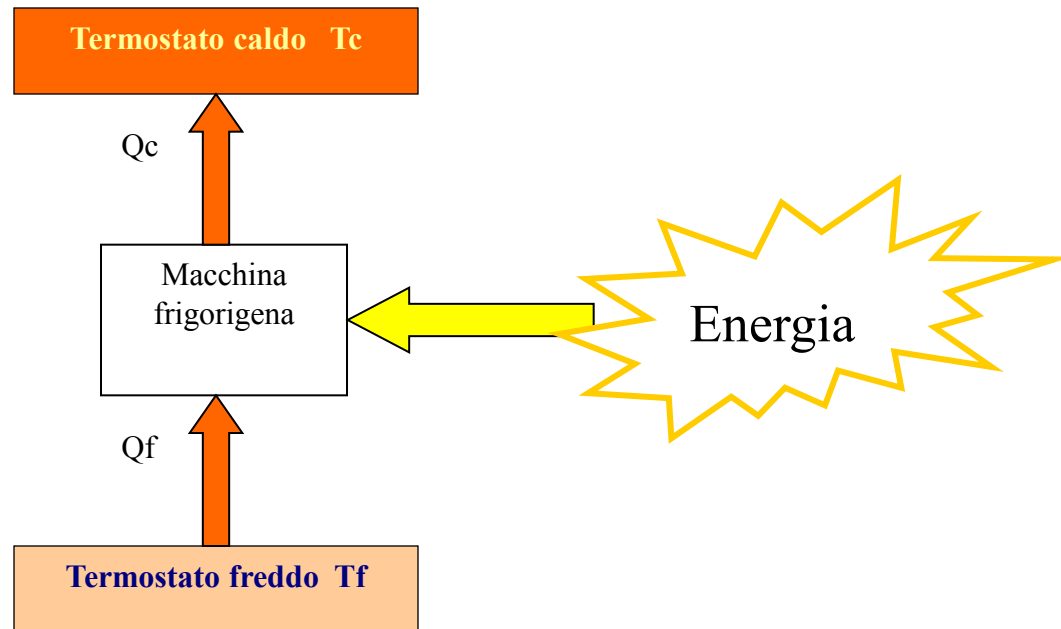 Termostato caldo Tc
Qc
Macchina
frigorigena
Energia
Qf
Termostato freddo Tf